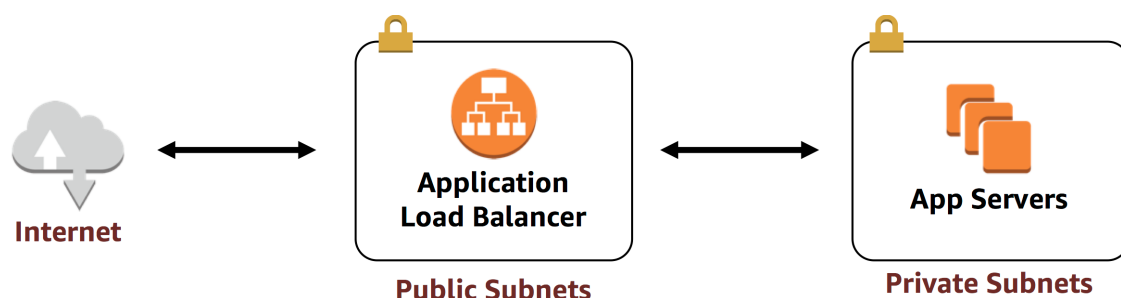 Internet
Application
Load Balancer
Public Subnets
App Servers
Private Subnets